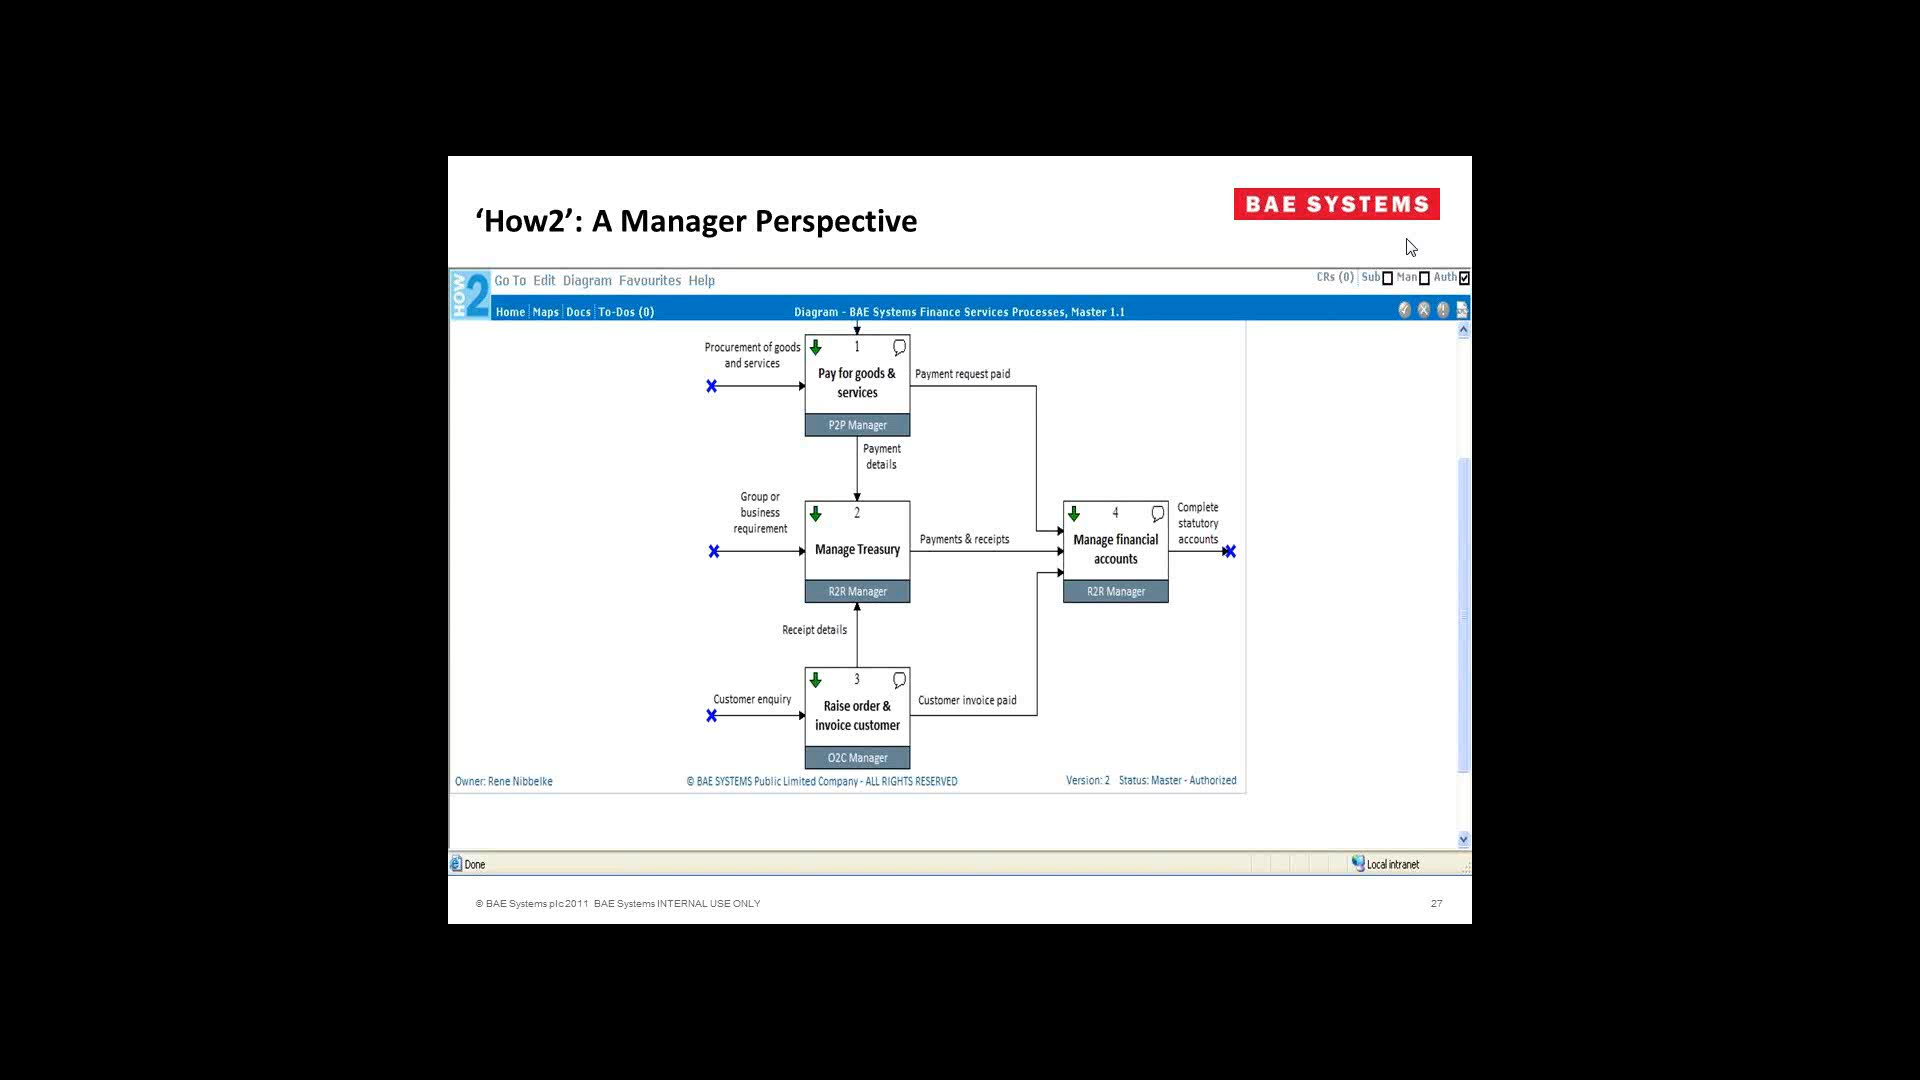 ‘How2’: A Manager Perspective
BAE SYSTEMS
HOW 2
Go To Edit Diagram Favourites Help
CRs (0) Sub Man Auth
Home Maps Docs To-Dos (0)
Diagram - BAE Systems Finance Services Processes, Master 1.1
Procurement of goods
and services
1
Pay for goods &
services
P2P Manager
Payment request paid
Payment
details
Group or
business
requirement
2
Manage Treasury
R2R Manager
Payments & receipts
4
Manage financial
accounts
R2R Manager
Complete
statutory
accounts
Receipt details
Customer enquiry
3
Raise order &
invoice customer
O2C Manager
Customer invoice paid
Owner: Rene Nibbelke
© BAE SYSTEMS Public Limited Company - ALL RIGHTS RESERVED
Version: 2 Status: Master - Authorized
Done
Local intranet
© BAE Systems plc 2011 BAE Systems INTERNAL USE ONLY
27